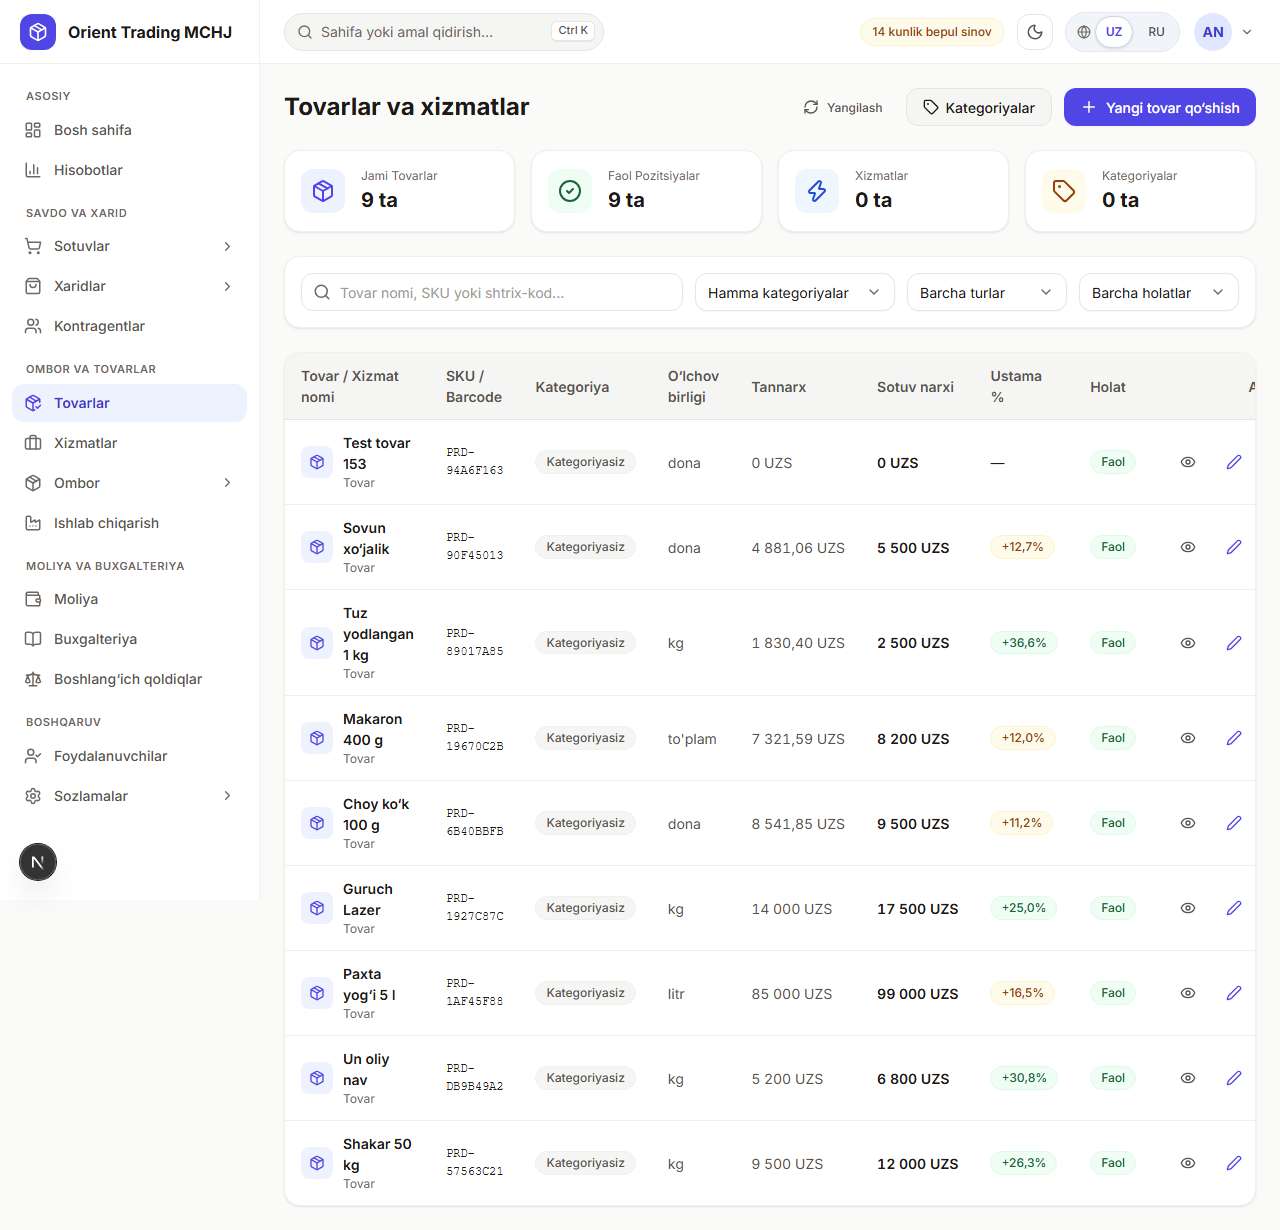 Orient Trading MCHJ
Sahifa yoki amal qidirish...
Ctrl K
14 kunlik bepul sinov
UZ
RU
AN
ASOSIY
Bosh sahifa
Hisobotlar
SAVDO VA XARID
Sotuvlar
Xaridlar
Kontragentlar
OMBOR VA TOVARLAR
Tovarlar
Xizmatlar
Ombor
Ishlab chiqarish
MOLIYA VA BUXGALTERIYA
Moliya
Buxgalteriya
Boshlang‘ich qoldiqlar
BOSHQARUV
Foydalanuvchilar
Sozlamalar
N
Tovarlar va xizmatlar
Yangilash
Kategoriyalar
Yangi tovar qo‘shish
Jami Tovarlar
9 ta
Faol Pozitsiyalar
9 ta
Xizmatlar
0 ta
Kategoriyalar
0 ta
Tovar nomi, SKU yoki shtrix-kod...
Hamma kategoriyalar
Barcha turlar
Barcha holatlar
Tovar / Xizmat
nomi
SKU /
Barcode
Kategoriya
O‘lchov
birligi
Tannarx
Sotuv narxi
Ustama
%
Holat
Test tovar
153
Tovar
PRD-
94A6F163
Kategoriyasiz
dona
0 UZS
0 UZS
—
Faol
Sovun
xo‘jalik
Tovar
PRD-
90F45013
Kategoriyasiz
dona
4 881,06 UZS
5 500 UZS
+12,7%
Faol
Tuz
yodlangan
1 kg
Tovar
PRD-
89017A85
Kategoriyasiz
kg
1 830,40 UZS
2 500 UZS
+36,6%
Faol
Makaron
400 g
Tovar
PRD-
19670C2B
Kategoriyasiz
to'plam
7 321,59 UZS
8 200 UZS
+12,0%
Faol
Choy ko‘k
100 g
Tovar
PRD-
6B40BBFB
Kategoriyasiz
dona
8 541,85 UZS
9 500 UZS
+11,2%
Faol
Guruch
Lazer
Tovar
PRD-
1927C87C
Kategoriyasiz
kg
14 000 UZS
17 500 UZS
+25,0%
Faol
Paxta
yog‘i 5 l
Tovar
PRD-
1AF45F88
Kategoriyasiz
litr
85 000 UZS
99 000 UZS
+16,5%
Faol
Un oliy
nav
Tovar
PRD-
DB9B49A2
Kategoriyasiz
kg
5 200 UZS
6 800 UZS
+30,8%
Faol
Shakar 50
kg
Tovar
PRD-
57563C21
Kategoriyasiz
kg
9 500 UZS
12 000 UZS
+26,3%
Faol